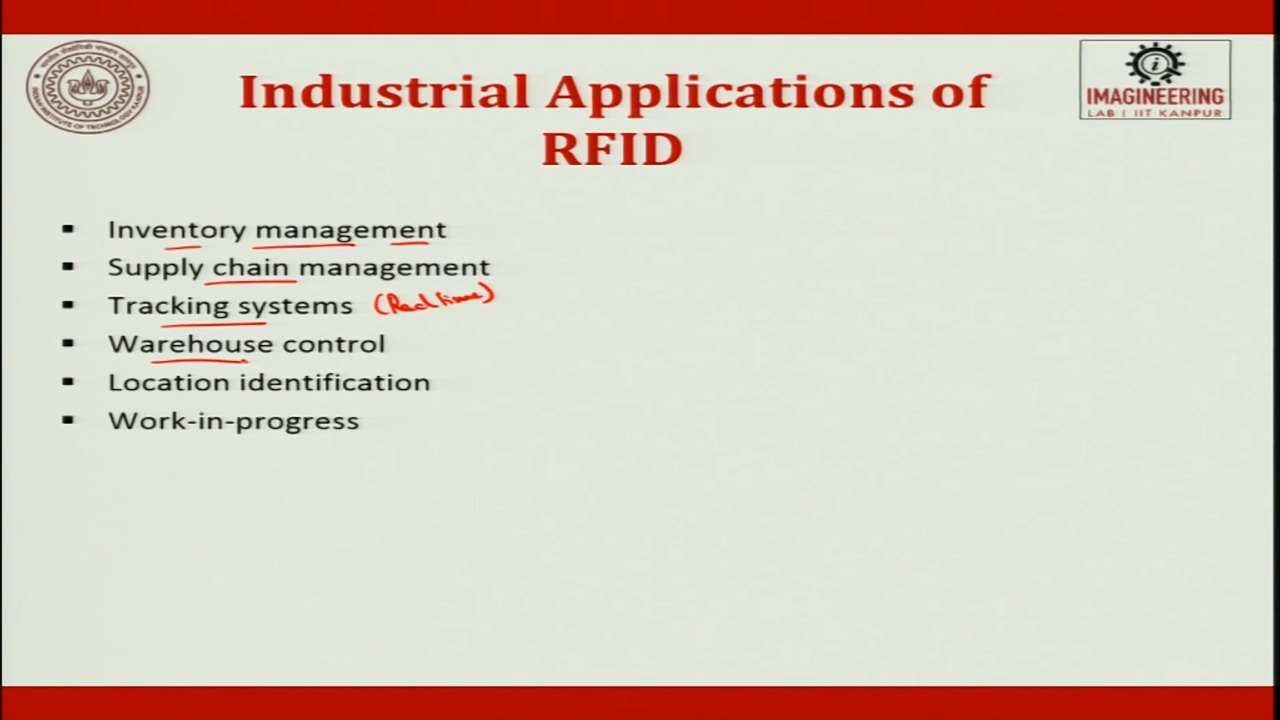 Industrial Applications of
RFID
IMAGINEERING
LAB | IIT KANPUR
▪ Inventory management
▪ Supply chain management
▪ Tracking systems (Real time)
▪ Warehouse control
▪ Location identification
▪ Work-in-progress